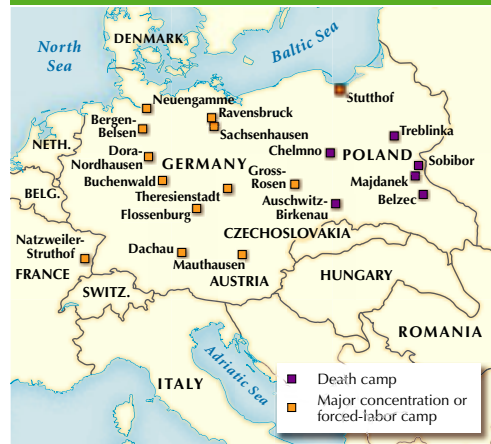 North
Sea
DENMARK
Baltic Sea
Stutthof
Neuengamme
Bergen-
Belsen
Ravensbruck
Sachsenhausen
Treblinka
NETH.
Dora-
Nordhausen
Chelmno
POLAND
Sobibor
GERMANY
BELG.
Buchenwald
Theresienstadt
Gross-
Rosen
Majdanek
Belzec
Flossenburg
Auschwitz-
Birkenau
CZECHOSLOVAKIA
Natzweiler-
Struthof
Dachau
Mauthausen
FRANCE
AUSTRIA
HUNGARY
SWITZ.
ROMANIA
Adriatic Sea
ITALY
Death camp
Major concentration or
forced-labor camp